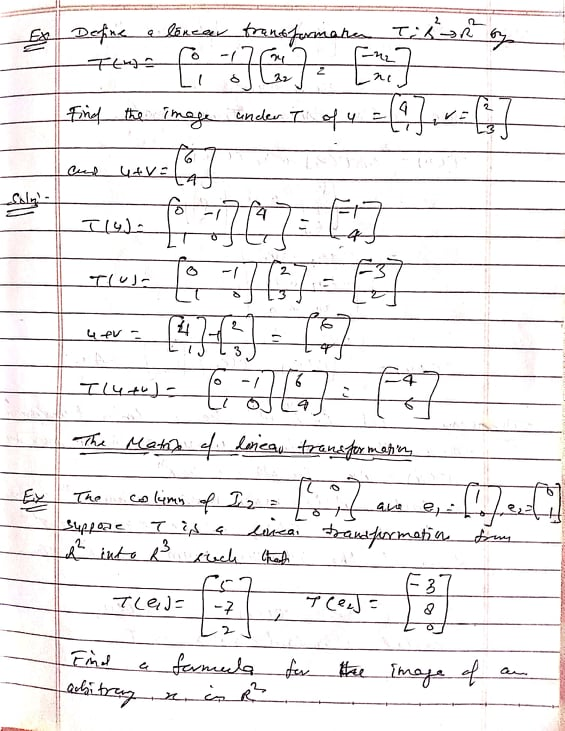 Ex Define a linear transformation T: R² → R² by
T(x) = [0 -1; 1 0] [x1; x2] = [-x2; x1]
Find the image under T of u = [4; 1], v = [2; 3]
and u+v = [6; 4]
Soln:-
T(u) = [0 -1; 1 0] [4; 1] = [-1; 4]
T(v) = [0 -1; 1 0] [2; 3] = [-3; 2]
u+v = [4; 1] + [2; 3] = [6; 4]
T(u+v) = [0 -1; 1 0] [6; 4] = [-4; 6]
The Matrix of linear transformation
Ex The column of I2 = [1 0; 0 1] are e1 = [1; 0], e2 = [0; 1]
suppose T is a linear transformation from
R² into R³ such that
T(e1) = [5; -7; 2], T(e2) = [-3; 8; 0]
Find a formula for the image of an
arbitrary x in R²